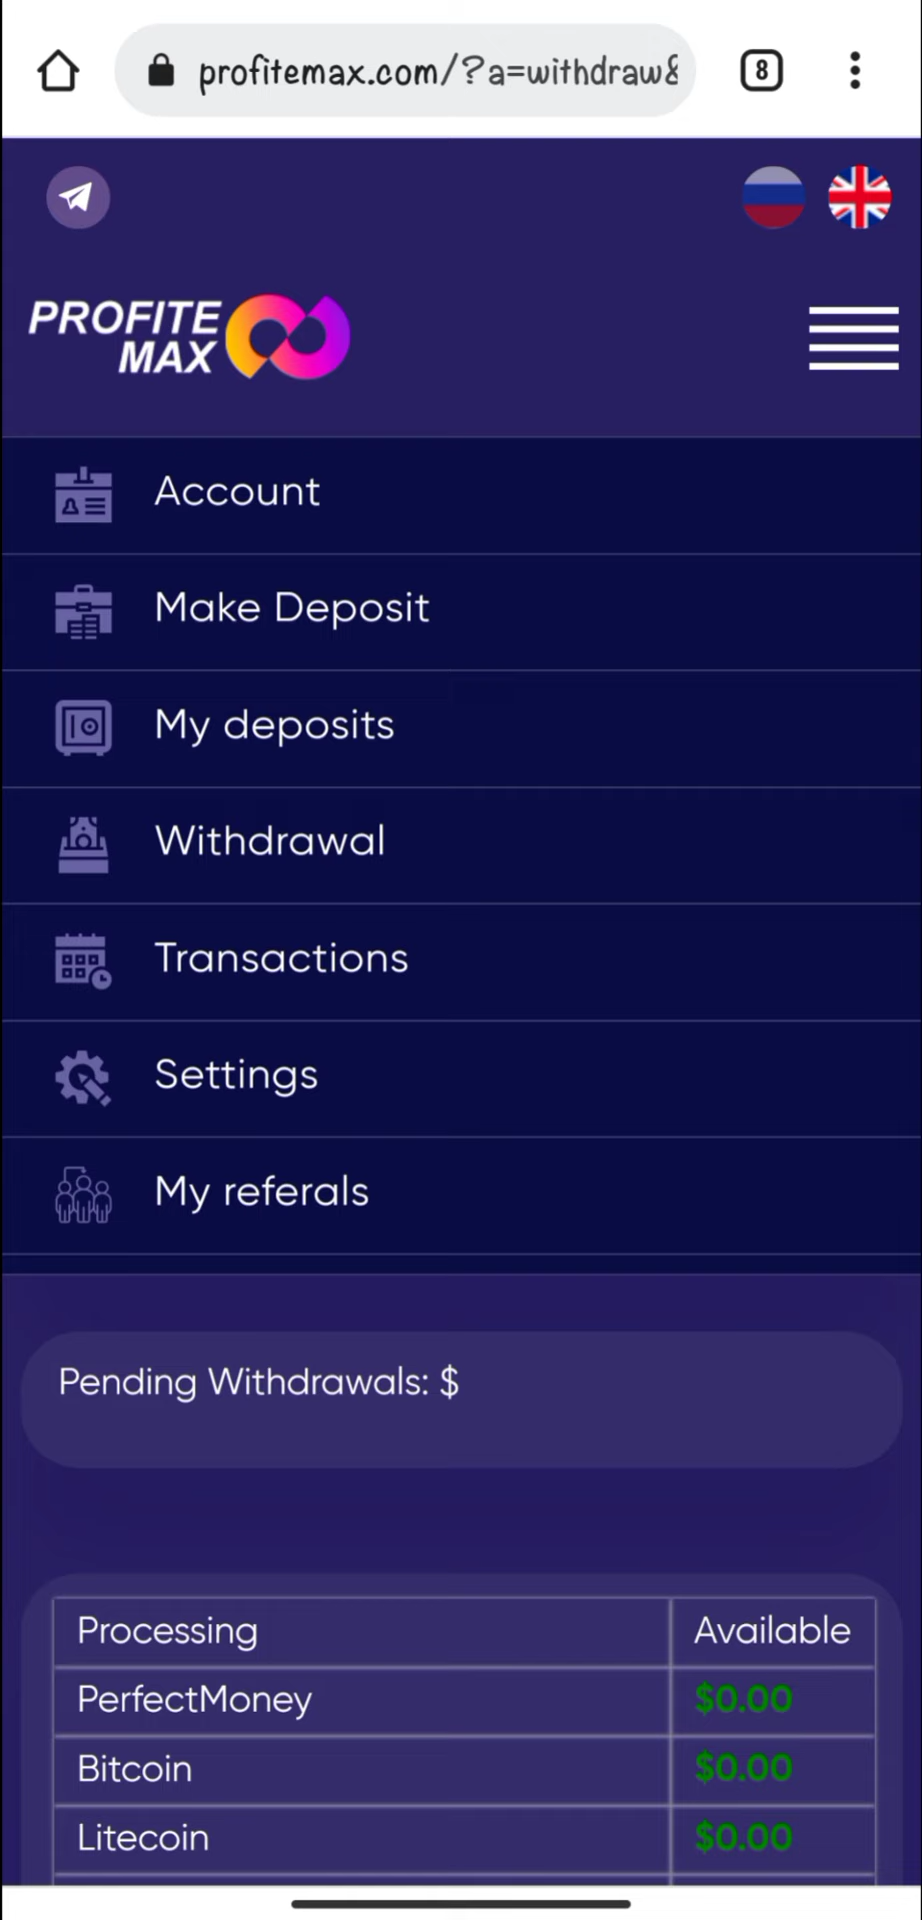 profitemax.com/?a=withdraw&
8
PROFITE
MAX
Account
Make Deposit
My deposits
Withdrawal
Transactions
Settings
My referals
Pending Withdrawals: $
Processing Available
PerfectMoney $0.00
Bitcoin $0.00
Litecoin $0.00